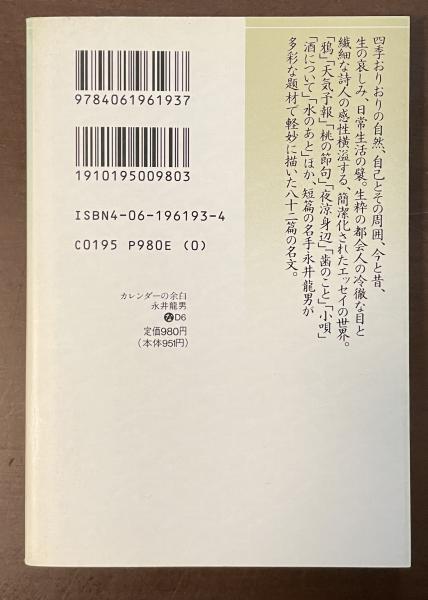 四季おりおりの自然、自己とその周囲、今と昔、
生の哀しみ、日常生活の襞。生粋の都会人の冷徹な目と
繊細な詩人の感性横溢する、簡潔化されたエッセイの世界。
「鴉」「天気予報」「桃の節句」「夜涼身辺」「歯のこと」「小唄」
「酒について」「水のあと」ほか、短篇の名手永井龍男が
多彩な題材で軽妙に描いた八十二篇の名文。
9784061961937
1910195009803
ISBN4-06-196193-4
C0195 P980E (0)
カレンダーの余白
永井龍男
なD6
定価980円
(本体951円)